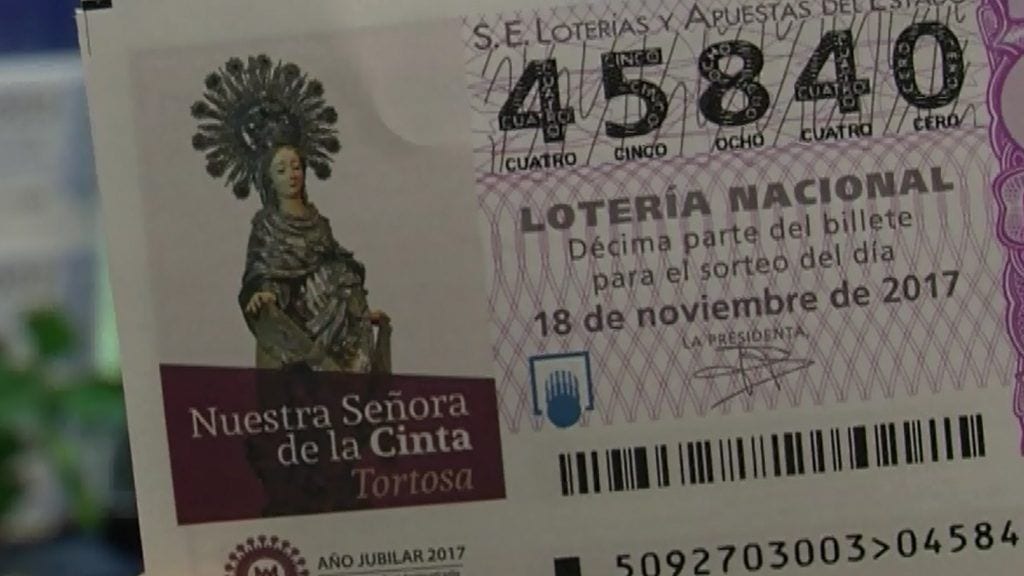 S.E. LOTERÍAS Y APUESTAS DEL ESTADO
45840
CUATRO CINCO OCHO CUATRO CERO
LOTERÍA NACIONAL
Décima parte del billete
para el sorteo del día
18 de noviembre de 2017
LA PRESIDENTA,
Nuestra Señora
de la Cinta
Tortosa
AÑO JUBILAR 2017
5092703003>04584